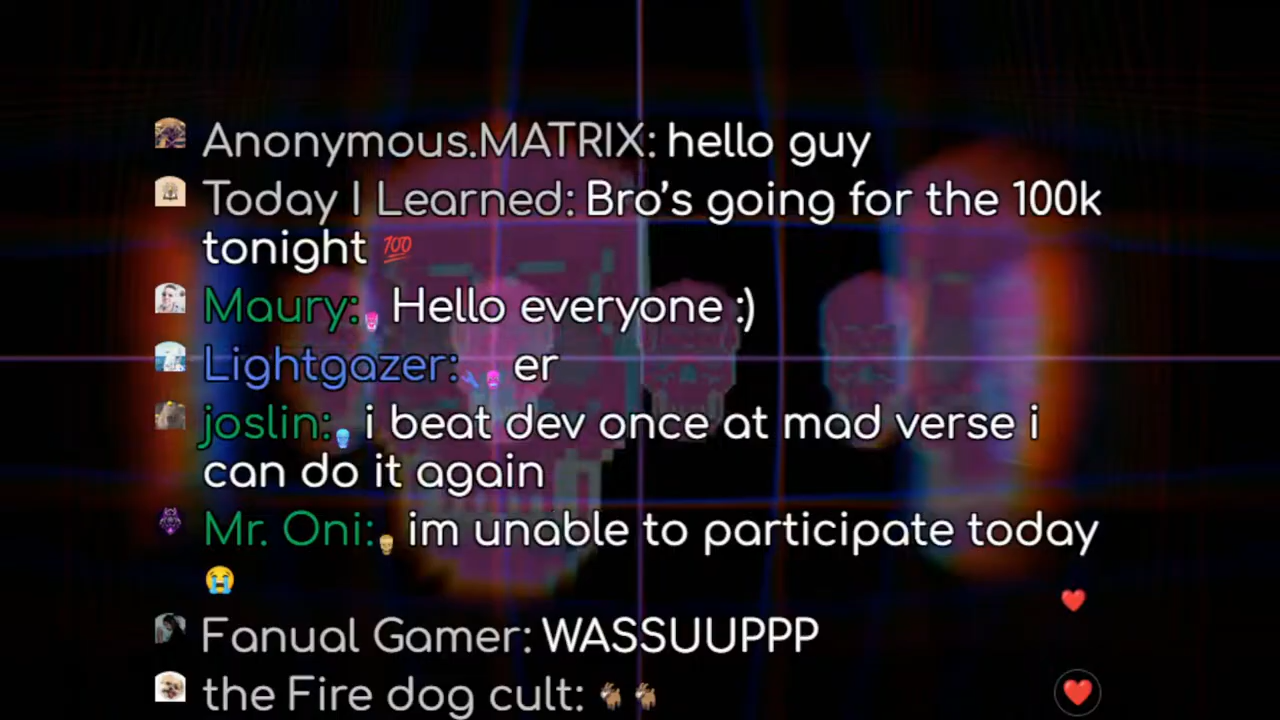 Anonymous.MATRIX: hello guy
Today I Learned: Bro’s going for the 100k
tonight 💯
Maury: Hello everyone :)
Lightgazer: er
joslin: i beat dev once at mad verse i
can do it again
Mr. Oni: im unable to participate today
😭
Fanual Gamer: WASSUUPPP
the Fire dog cult: 🐐 🐐